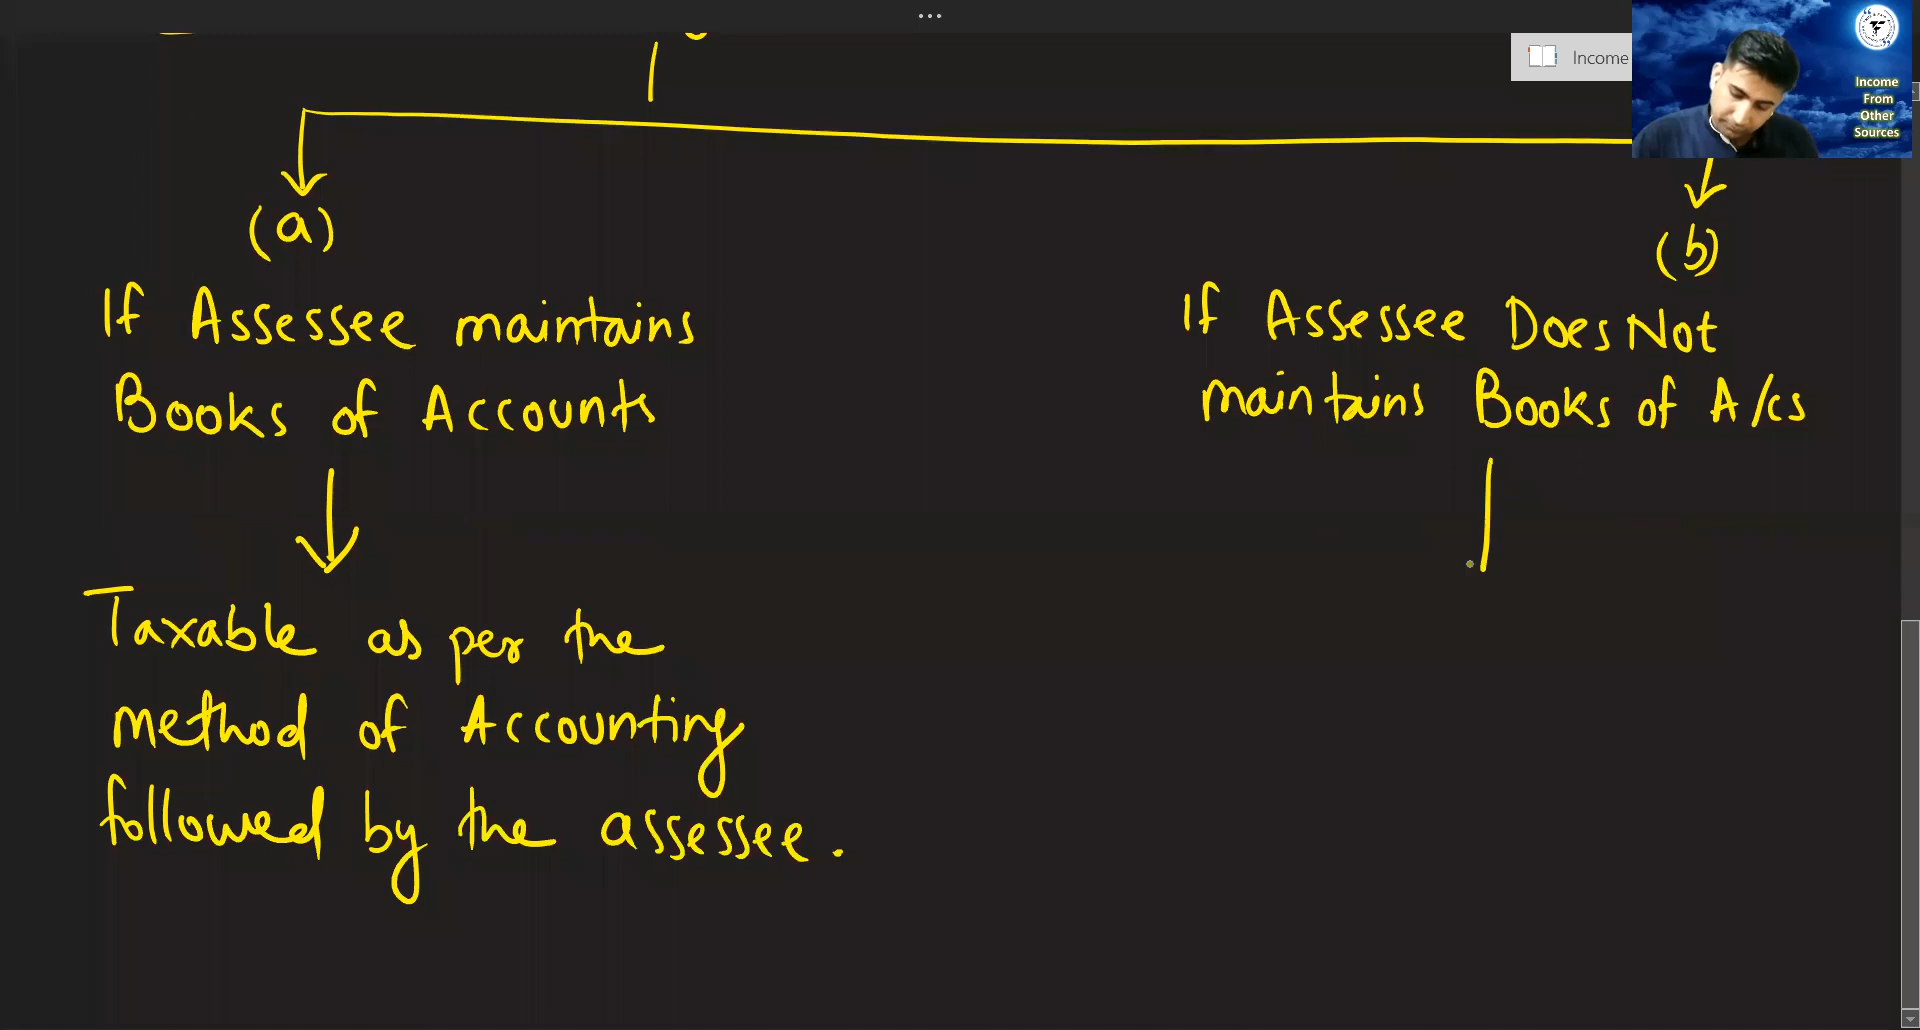 Income
Income
From
Other
Sources
(a)
If Assessee maintains
Books of Accounts
Taxable as per the
method of Accounting
followed by the assessee.
(b)
If Assessee Does Not
maintains Books of A/cs